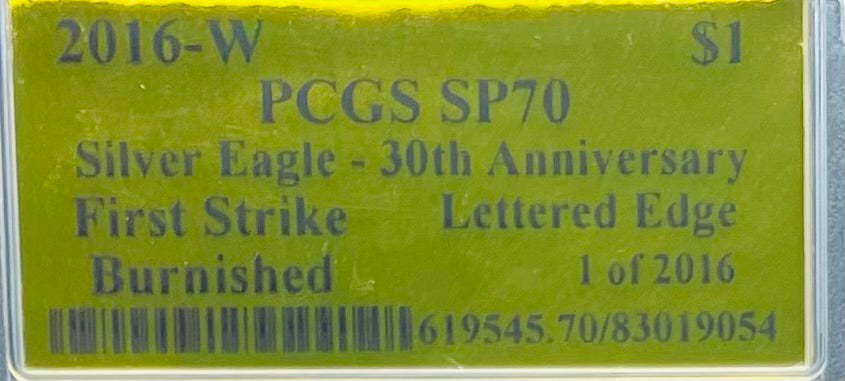 2016-W $1
PCGS SP70
Silver Eagle - 30th Anniversary
First Strike Lettered Edge
Burnished 1 of 2016
619545.70/83019054